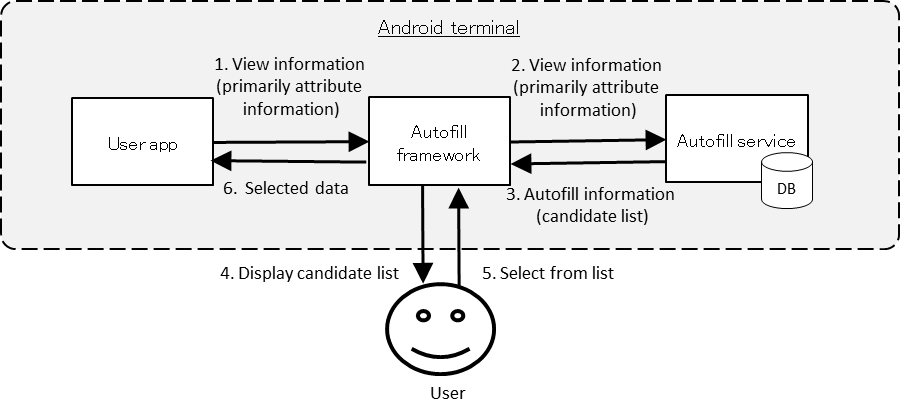 Android terminal
1. View information
(primarily attribute
information)
2. View information
(primarily attribute
information)
User app
Autofill
framework
Autofill service
DB
6. Selected data
3. Autofill information
(candidate list)
4. Display candidate list
5. Select from list
User